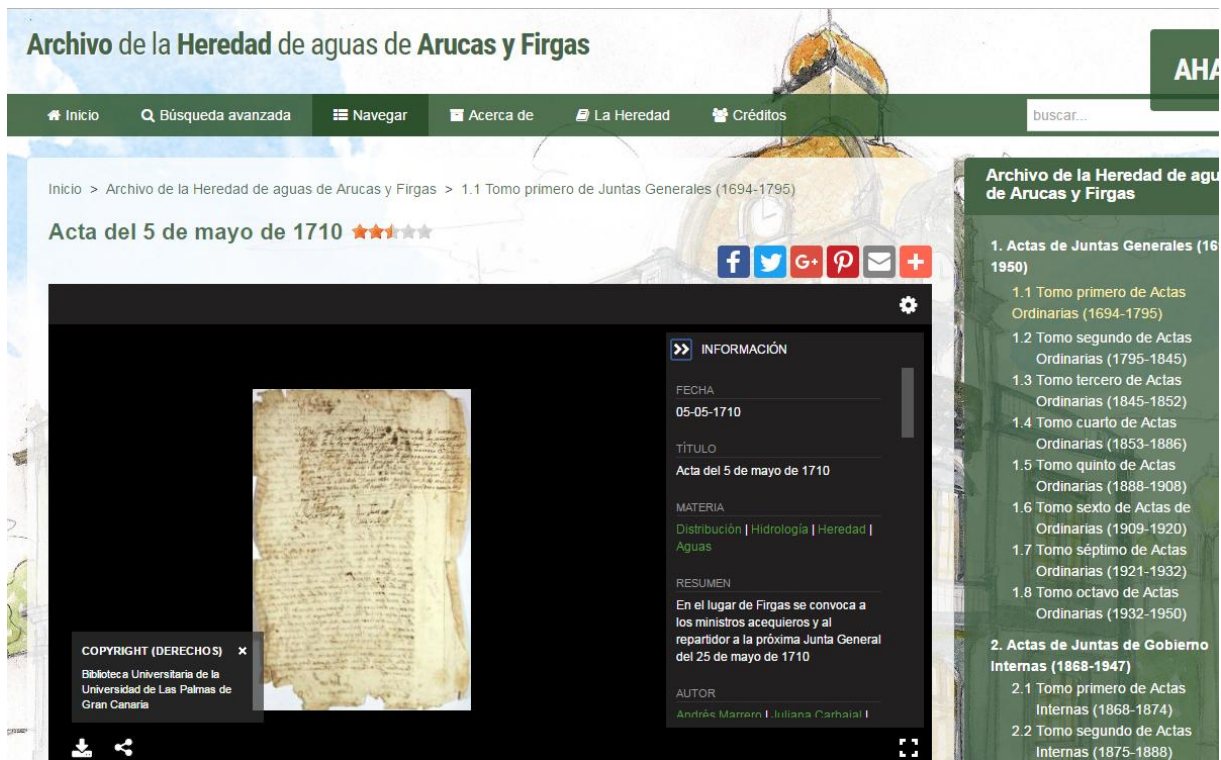 Archivo de la Heredad de aguas de Arucas y Firgas
AHA
Inicio
Búsqueda avanzada
Navegar
Acerca de
La Heredad
Créditos
buscar...
Inicio > Archivo de la Heredad de aguas de Arucas y Firgas > 1.1 Tomo primero de Juntas Generales (1694-1795)
Acta del 5 de mayo de 1710
INFORMACIÓN
FECHA
05-05-1710
TÍTULO
Acta del 5 de mayo de 1710
MATERIA
Distribución | Hidrología | Heredad |
Aguas
RESUMEN
En el lugar de Firgas se convoca a
los ministros acequieros y al
repartidor a la próxima Junta General
del 25 de mayo de 1710
AUTOR
Andrés Marrero | Juliana Carbajal |
COPYRIGHT (DERECHOS) ×
Biblioteca Universitaria de la
Universidad de Las Palmas de
Gran Canaria
Archivo de la Heredad de agu
de Arucas y Firgas
1. Actas de Juntas Generales (16
1950)
1.1 Tomo primero de Actas
Ordinarias (1694-1795)
1.2 Tomo segundo de Actas
Ordinarias (1795-1845)
1.3 Tomo tercero de Actas
Ordinarias (1845-1852)
1.4 Tomo cuarto de Actas
Ordinarias (1853-1886)
1.5 Tomo quinto de Actas
Ordinarias (1888-1908)
1.6 Tomo sexto de Actas de
Ordinarias (1909-1920)
1.7 Tomo séptimo de Actas
Ordinarias (1921-1932)
1.8 Tomo octavo de Actas
Ordinarias (1932-1950)
2. Actas de Juntas de Gobierno
Internas (1868-1947)
2.1 Tomo primero de Actas
Internas (1868-1874)
2.2 Tomo segundo de Actas
Internas (1875-1888)